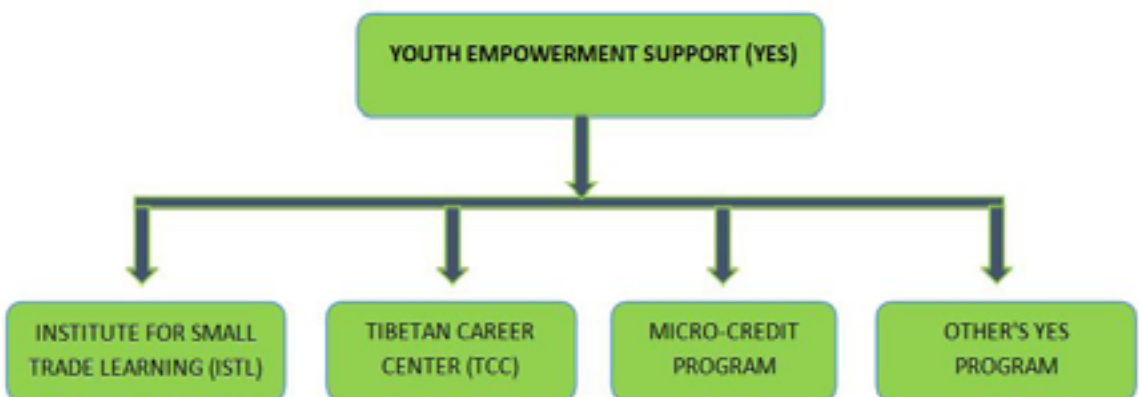 YOUTH EMPOWERMENT SUPPORT (YES)
INSTITUTE FOR SMALL
TRADE LEARNING (ISTL)
TIBETAN CAREER
CENTER (TCC)
MICRO-CREDIT
PROGRAM
OTHER'S YES
PROGRAM